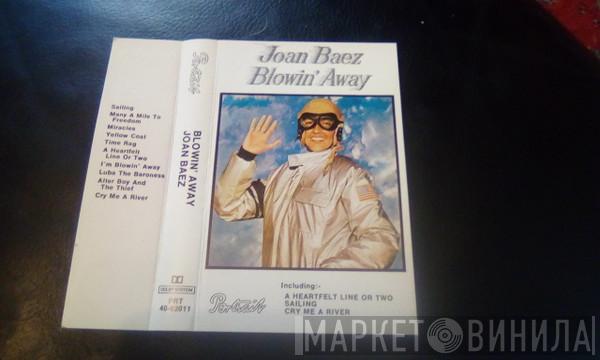 Sailing
Many A Mile To
Freedom
Miracles
Yellow Coat
Time Rag
A Heartfelt
Line Or Two
I'm Blowin' Away
Luba The Baroness
Alter Boy And
The Thief
Cry Me A River
DOLBY SYSTEM
Portrait
BLOWIN' AWAY
JOAN BAEZ
PRT
40-82011
Joan Baez
Blowin' Away
Including:-
A HEARTFELT LINE OR TWO
SAILING
CRY ME A RIVER
Portrait
МАРКЕТ ВИНИЛА